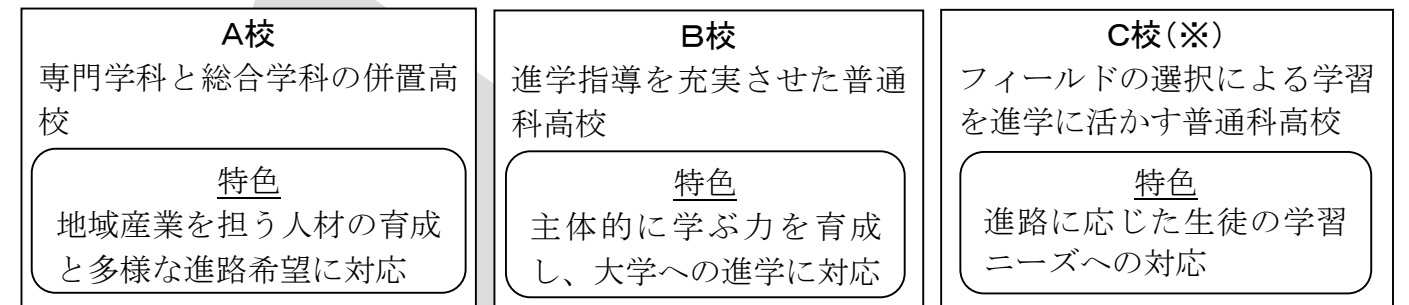 A校
専門学科と総合学科の併置高
校
特色
地域産業を担う人材の育成
と多様な進路希望に対応
B校
進学指導を充実させた普通
科高校
特色
主体的に学ぶ力を育成
し、大学への進学に対応
C校(※)
フィールドの選択による学習
を進学に活かす普通科高校
特色
進路に応じた生徒の学習
ニーズへの対応